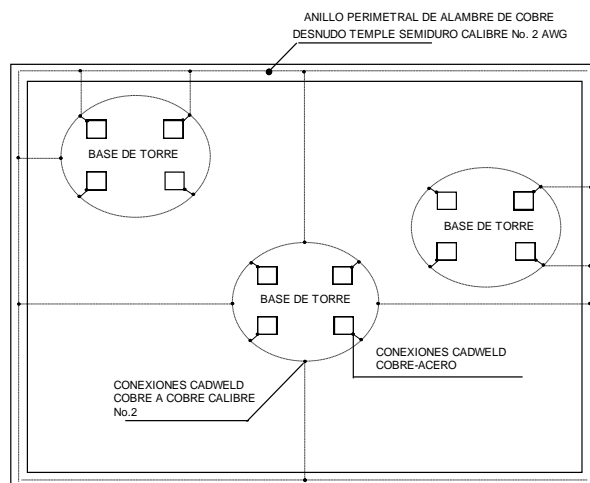 ANILLO PERIMETRAL DE ALAMBRE DE COBRE
DESNUDO TEMPLE SEMIDURO CALIBRE No. 2 AWG
BASE DE TORRE
BASE DE TORRE
BASE DE TORRE
CONEXIONES CADWELD
COBRE-ACERO
CONEXIONES CADWELD
COBRE A COBRE CALIBRE
No.2